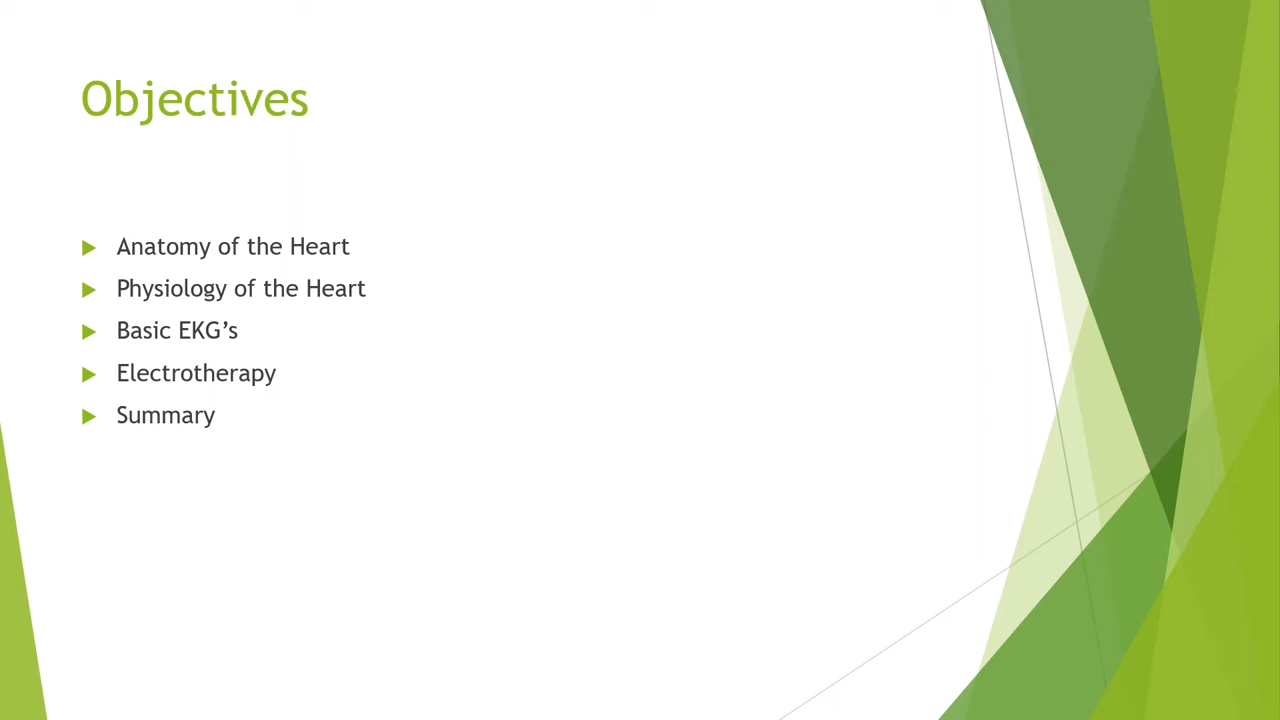 Objectives
Anatomy of the Heart
Physiology of the Heart
Basic EKG’s
Electrotherapy
Summary